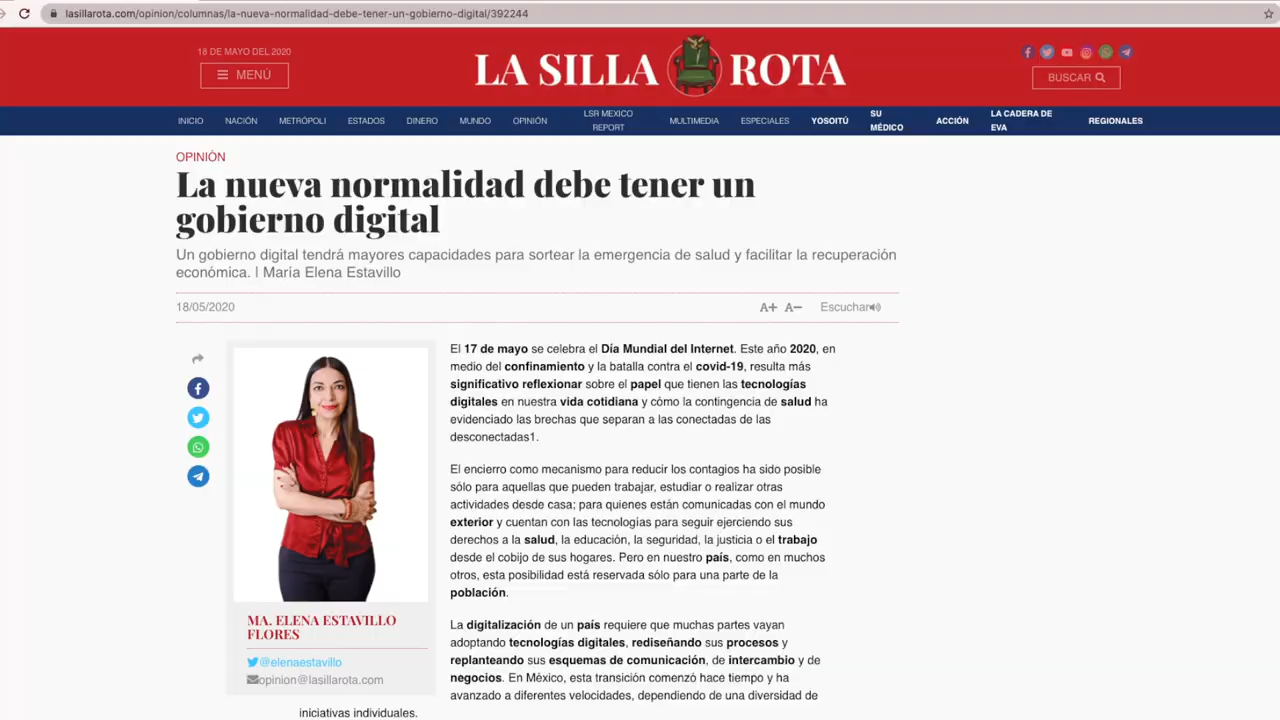 lasillarota.com/opinion/columnas/la-nueva-normalidad-debe-tener-un-gobierno-digital/392244
18 DE MAYO DEL 2020
MENÚ
LA SILLA ROTA
BUSCAR
INICIO NACIÓN METRÓPOLI ESTADOS DINERO MUNDO OPINIÓN LSR MEXICO REPORT MULTIMEDIA ESPECIALES YOSOITÚ SU MÉDICO ACCIÓN LA CADERA DE EVA REGIONALES
OPINIÓN
La nueva normalidad debe tener un
gobierno digital
Un gobierno digital tendrá mayores capacidades para sortear la emergencia de salud y facilitar la recuperación
económica. | María Elena Estavillo
18/05/2020
A+ A− Escuchar
El 17 de mayo se celebra el Día Mundial del Internet. Este año 2020, en
medio del confinamiento y la batalla contra el covid-19, resulta más
significativo reflexionar sobre el papel que tienen las tecnologías
digitales en nuestra vida cotidiana y cómo la contingencia de salud ha
evidenciado las brechas que separan a las conectadas de las
desconectadas1.
El encierro como mecanismo para reducir los contagios ha sido posible
sólo para aquellas que pueden trabajar, estudiar o realizar otras
actividades desde casa; para quienes están comunicadas con el mundo
exterior y cuentan con las tecnologías para seguir ejerciendo sus
derechos a la salud, la educación, la seguridad, la justicia o el trabajo
desde el cobijo de sus hogares. Pero en nuestro país, como en muchos
otros, esta posibilidad está reservada sólo para una parte de la
población.
MA. ELENA ESTAVILLO
FLORES
@elenaestavillo
opinion@lasillarota.com
La digitalización de un país requiere que muchas partes vayan
adoptando tecnologías digitales, rediseñando sus procesos y
replanteando sus esquemas de comunicación, de intercambio y de
negocios. En México, esta transición comenzó hace tiempo y ha
avanzado a diferentes velocidades, dependiendo de una diversidad de
iniciativas individuales.